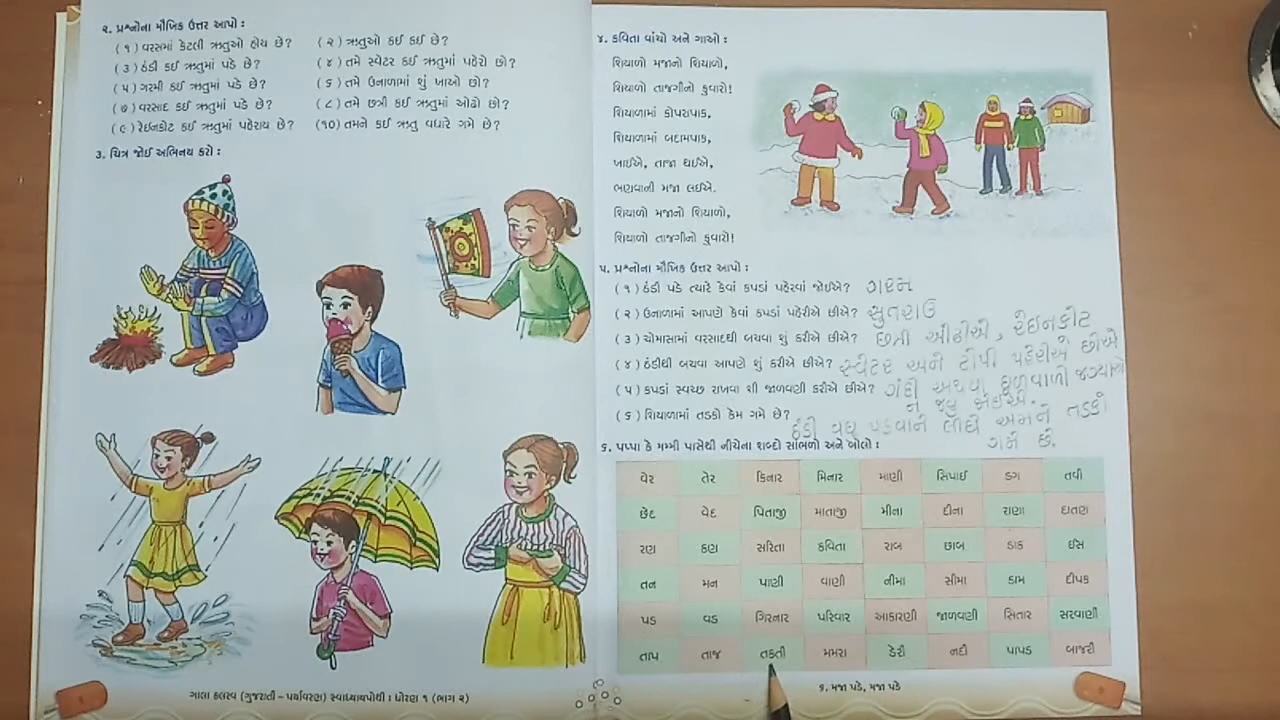 ૨. પ્રશ્નોના મૌખિક ઉત્તર આપો :
(૧) વરસમાં કેટલી ઋતુઓ હોય છે? (૨) ઋતુઓ કઈ કઈ છે?
(૩) ઠંડી કઈ ઋતુમાં પડે છે? (૪) તમે સ્વેટર કઈ ઋતુમાં પહેરો છો?
(૫) ગરમી કઈ ઋતુમાં પડે છે? (૬) તમે ઉનાળામાં શું ખાઓ છો?
(૭) વરસાદ કઈ ઋતુમાં પડે છે? (૮) તમે છત્રી કઈ ઋતુમાં ઓઢો છો?
(૯) રેઇનકોટ કઈ ઋતુમાં પહેરાય છે? (૧૦) તમને કઈ ઋતુ વધારે ગમે છે?
૩. ચિત્ર જોઈ અભિનય કરો :
ગાલા કલરવ (ગુજરાતી – પર્યાવરણ) સ્વાધ્યાયપોથી : ધોરણ ૧ (ભાગ ૨)
૪. કવિતા વાંચો અને ગાઓ :
શિયાળો મજાનો શિયાળો,
શિયાળો તાજગીનો ફુવારો!
શિયાળામાં કોપરાપાક,
શિયાળામાં બદામપાક,
ખાઈએ, તાજા થઈએ,
ભણવાની મજા લઈએ.
શિયાળો મજાનો શિયાળો,
શિયાળો તાજગીનો ફુવારો!
૫. પ્રશ્નોના મૌખિક ઉત્તર આપો :
(૧) ઠંડી પડે ત્યારે કેવાં કપડાં પહેરવાં જોઈએ? ગરમ
(૨) ઉનાળામાં આપણે કેવાં કપડાં પહેરીએ છીએ? સુતરાઉ
(૩) ચોમાસામાં વરસાદથી બચવા શું કરીએ છીએ? છત્રી ઓઢીએ, રેઇનકોટ
(૪) ઠંડીથી બચવા આપણે શું કરીએ છીએ? સ્વેટર અને ટોપી પહેરીએ છીએ
(૫) કપડાં સ્વચ્છ રાખવા શી જાળવણી કરીએ છીએ? ગંદી અથવા ધૂળવાળી જગ્યાએ
ન જવું જોઈએ.
(૬) શિયાળામાં તડકો કેમ ગમે છે?
ઠંડી વધુ પડવાને લીધે અમને તડકો
ગમે છે.
૬. પપ્પા કે મમ્મી પાસેથી નીચેના શબ્દો સાંભળો અને બોલો :
વેર તેર કિનાર મિનાર માણી સિપાઈ ડગ તવી
છેદ વેદ પિતાજી માતાજી મીના દીના રાણા દાતણ
રણ કણ સરિતા કવિતા રાબ છાબ ડાક ઈસ
તન મન પાણી વાણી નીમા સીમા ડામ દીપક
પડ વડ ગિરનાર પરિવાર આકારણી જાળવણી સિતાર સરવાણી
તાપ તાજ તકતી મમરા ડેરી નદી પાપડ બાજરી
૬. મજા પડે, મજા પડે